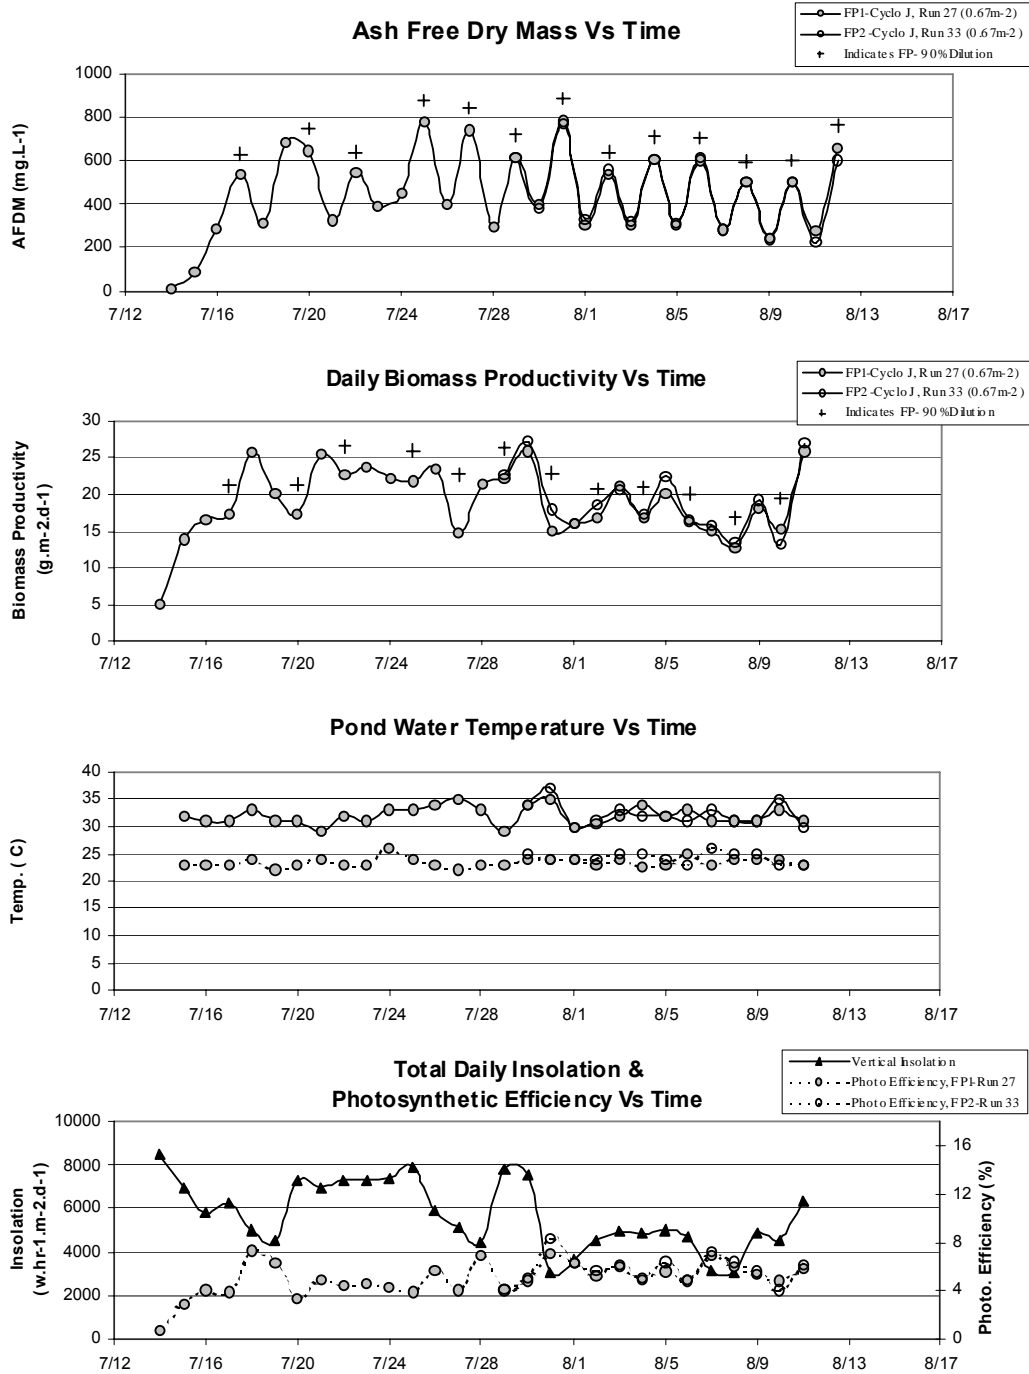 Ash Free Dry Mass Vs Time
FP1-Cyclo J, Run 27 (0.67m-2)
FP2-Cyclo J, Run 33 (0.67m-2)
Indicates FP- 90%Dilution
AFDM (mg.L-1)
1000
800
600
400
200
0
7/12 7/16 7/20 7/24 7/28 8/1 8/5 8/9 8/13 8/17
Daily Biomass Productivity Vs Time
FP1-Cyclo J, Run 27 (0.67m-2)
FP2-Cyclo J, Run 33 (0.67m-2)
Indicates FP- 90%Dilution
Biomass Productivity
(g.m-2.d-1)
30
25
20
15
10
5
0
7/12 7/16 7/20 7/24 7/28 8/1 8/5 8/9 8/13 8/17
Pond Water Temperature Vs Time
Temp. ( C)
40
35
30
25
20
15
10
5
0
7/12 7/16 7/20 7/24 7/28 8/1 8/5 8/9 8/13 8/17
Total Daily Insolation &
Photosynthetic Efficiency Vs Time
Vertical Insolation
Photo Efficiency, FP1-Run 27
Photo Efficiency, FP2-Run 33
Insolation
(w.hr-1.m-2.d-1)
10000
8000
6000
4000
2000
0
16
12
8
4
0
Photo. Efficiency (%)
7/12 7/16 7/20 7/24 7/28 8/1 8/5 8/9 8/13 8/17